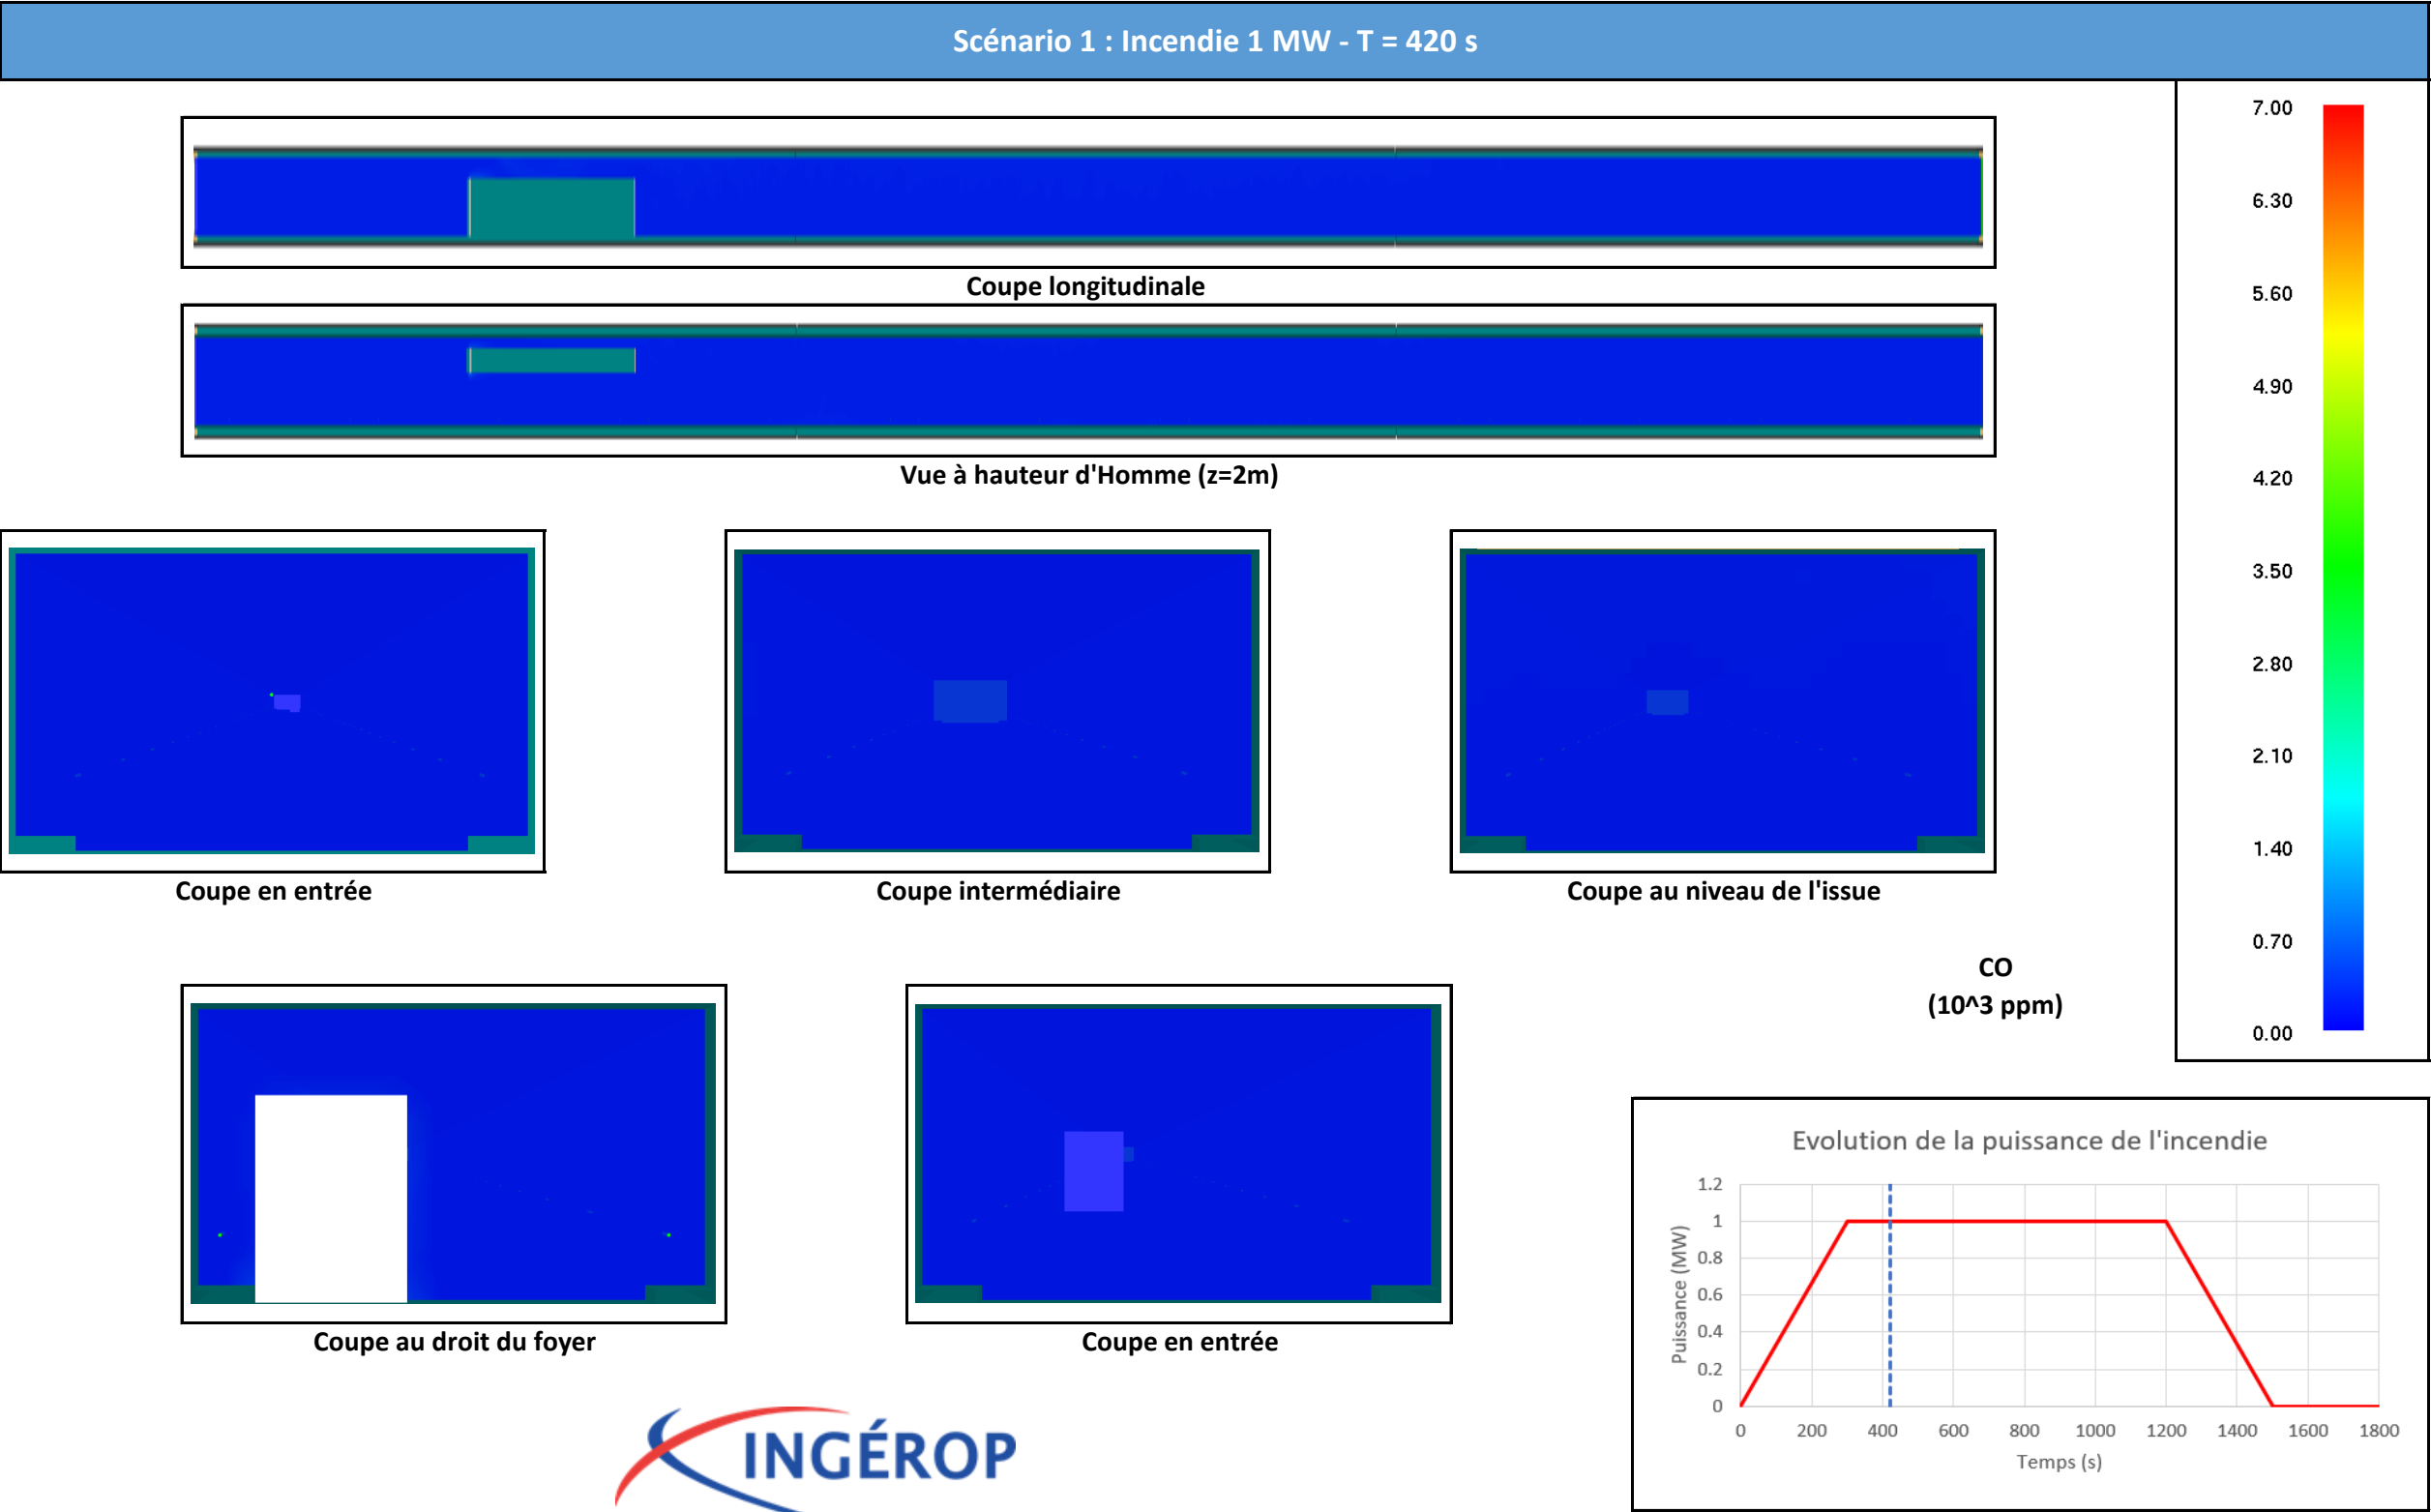 Scénario 1 : Incendie 1 MW - T = 420 s
Coupe longitudinale
Vue à hauteur d'Homme (z=2m)
Coupe en entrée
Coupe intermédiaire
Coupe au niveau de l'issue
Coupe au droit du foyer
Coupe en entrée
7.00
6.30
5.60
4.90
4.20
3.50
2.80
2.10
1.40
0.70
0.00
CO
(10^3 ppm)
Evolution de la puissance de l'incendie
Puissance (MW)
1.2
1
0.8
0.6
0.4
0.2
0
0 200 400 600 800 1000 1200 1400 1600 1800
Temps (s)
INGÉROP